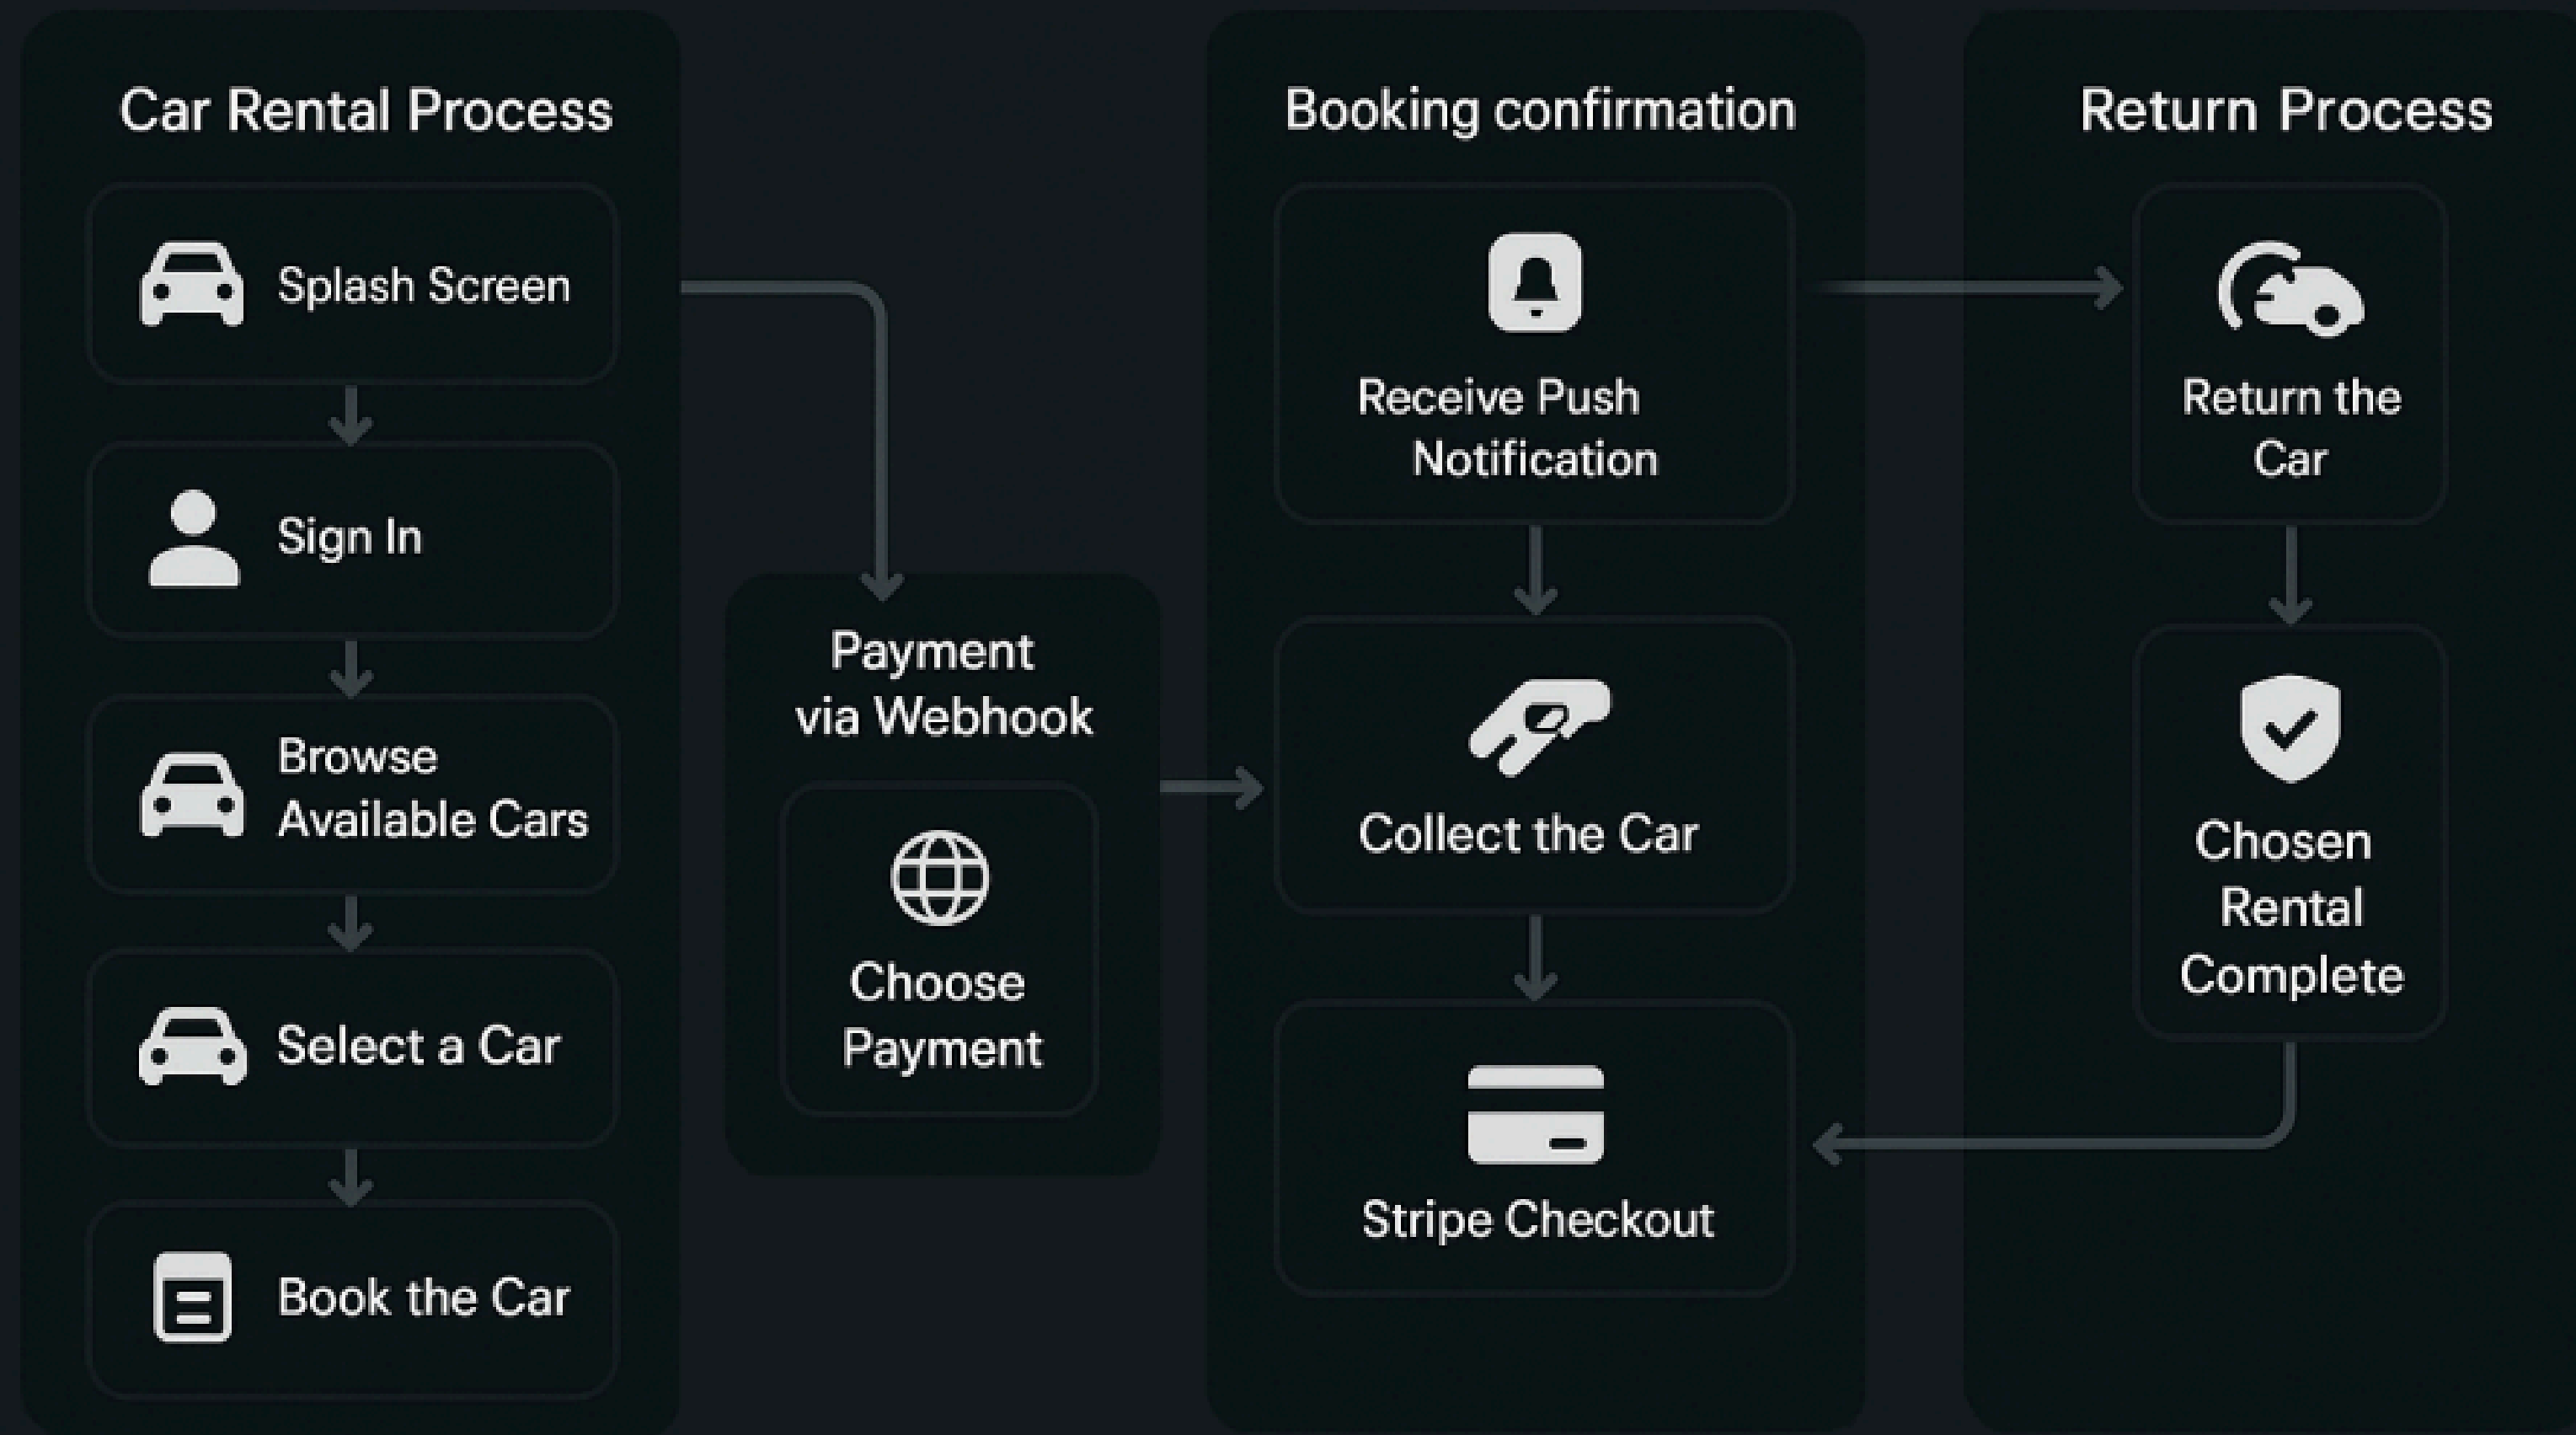 Car Rental Process
Splash Screen
Sign In
Browse
Available Cars
Select a Car
Book the Car
Payment
via Webhook
Choose
Payment
Booking confirmation
Receive Push
Notification
Collect the Car
Stripe Checkout
Return Process
Return the
Car
Chosen
Rental
Complete